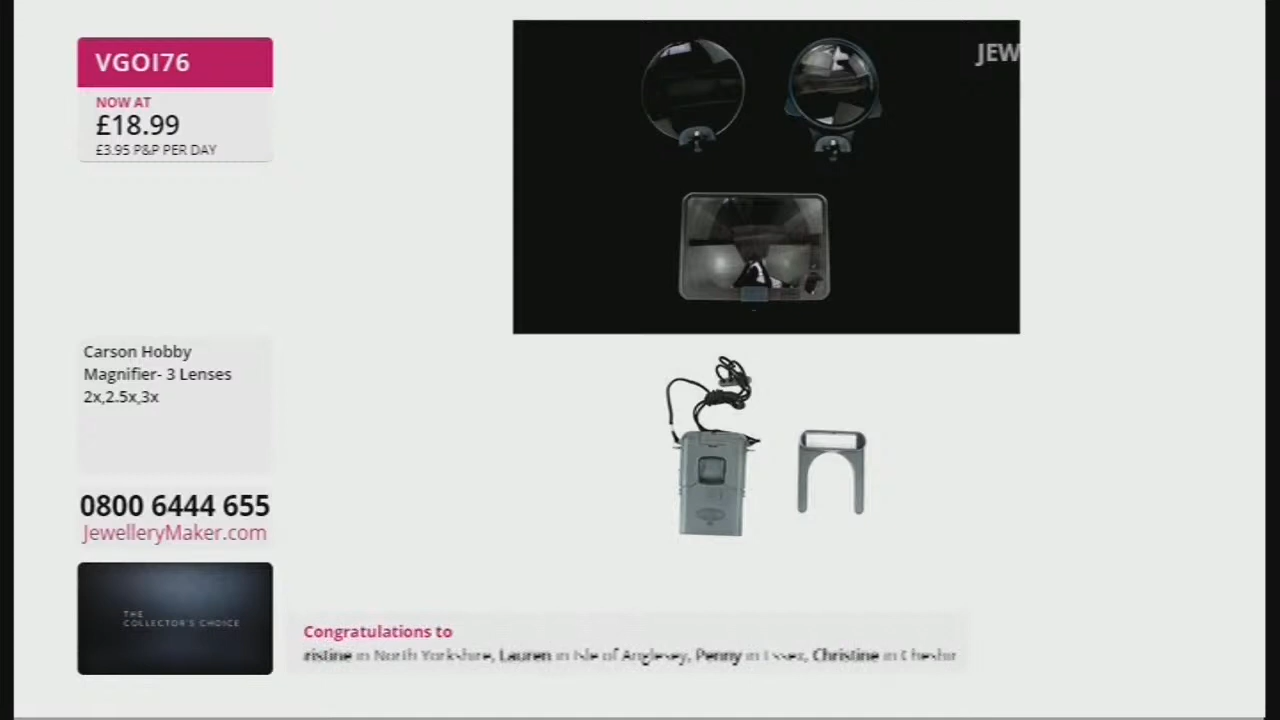 VGOI76
NOW AT
£18.99
£3.95 P&P PER DAY
JEW
Carson Hobby
Magnifier- 3 Lenses
2x,2.5x,3x
0800 6444 655
JewelleryMaker.com
THE
COLLECTOR'S CHOICE
Congratulations to
ristine in North Yorkshire, Lauren in Isle of Anglesey, Penny in Essex, Christine in Cheshir